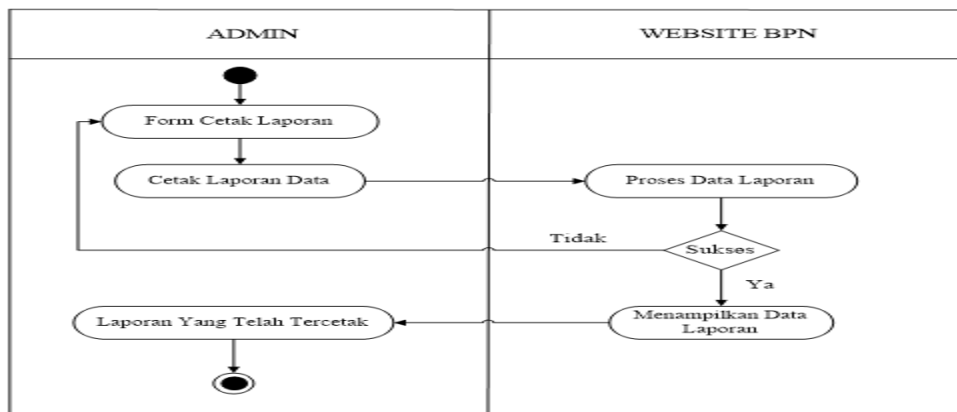 ADMIN
WEBSITE BPN
Form Cetak Laporan
Cetak Laporan Data
Proses Data Laporan
Tidak
Sukses
Ya
Laporan Yang Telah Tercetak
Menampilkan Data
Laporan